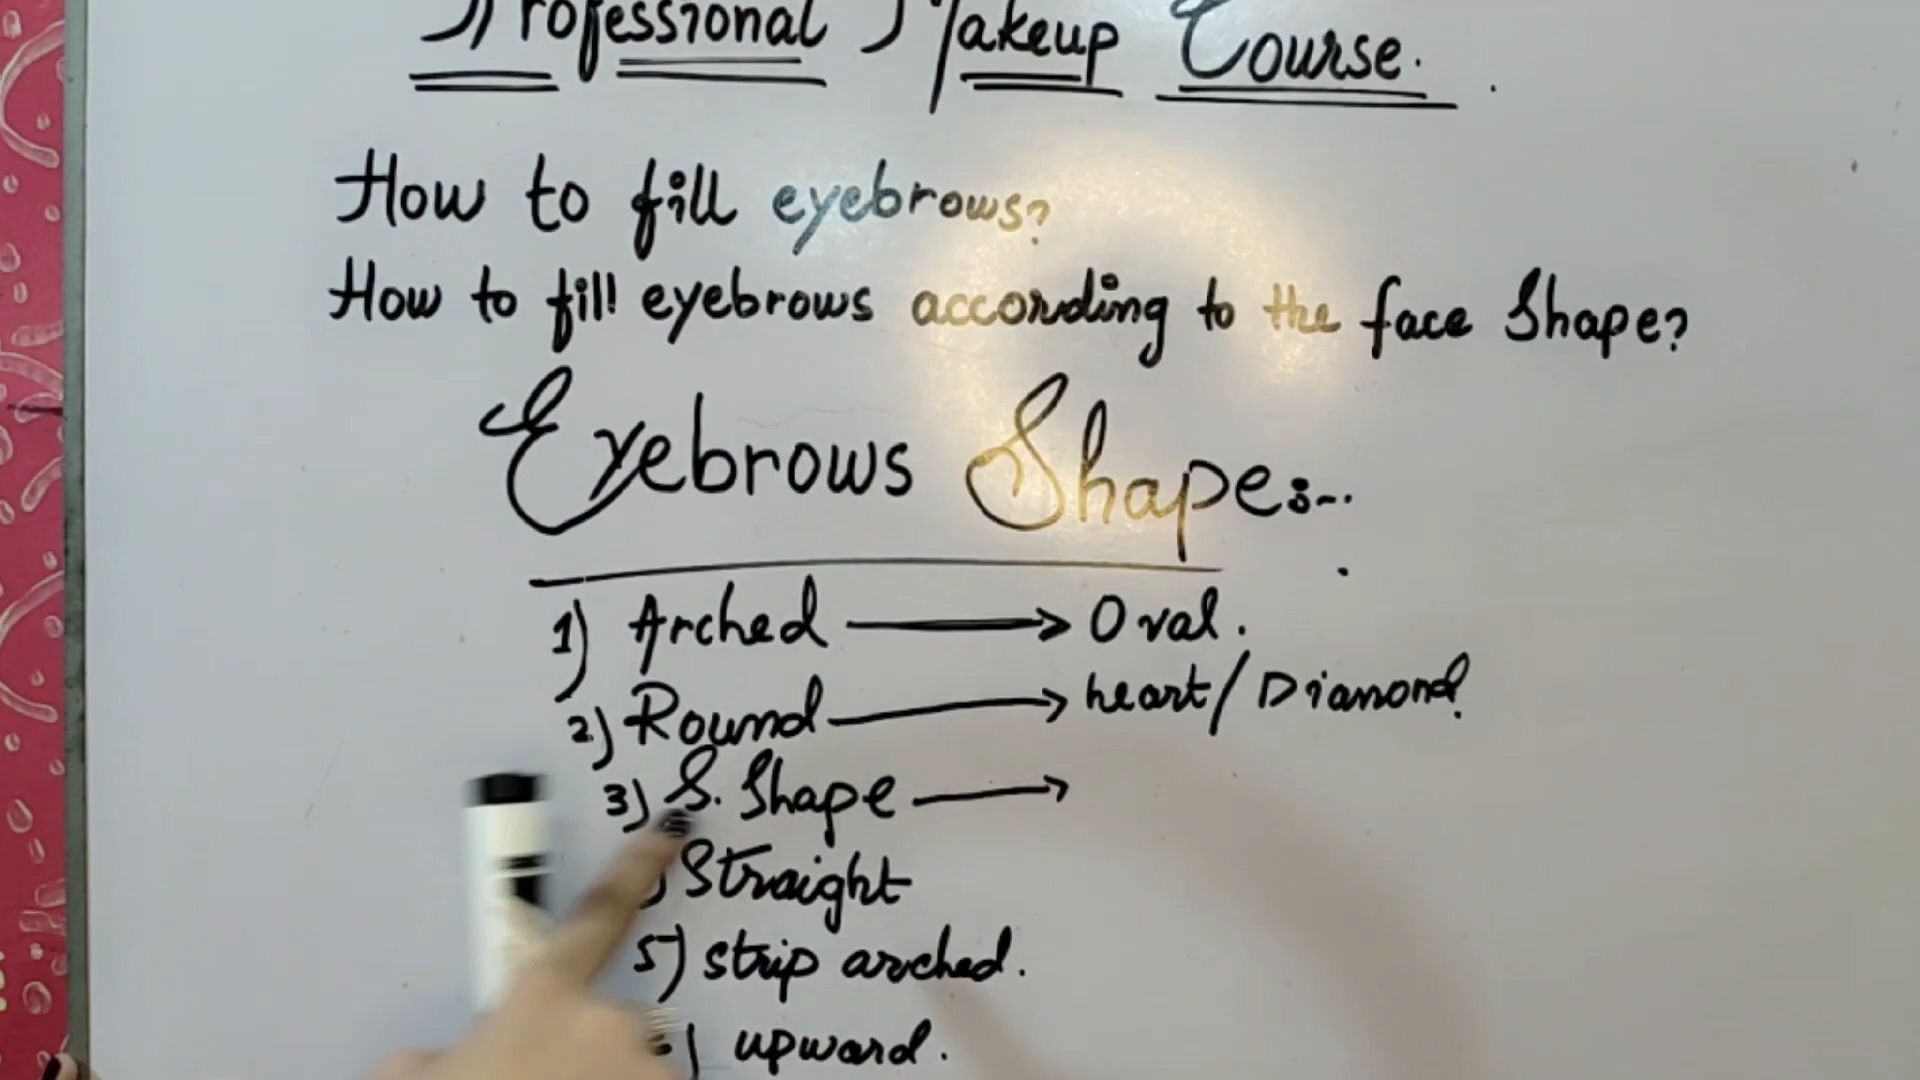 Professional Makeup Course.
How to fill eyebrows?
How to fill eyebrows according to the face Shape?
Eyebrows Shape:-..
1) Arched → Oval.
2) Round → heart/Diamond.
3) S. Shape →
) Straight
5) strip arched.
) upward.